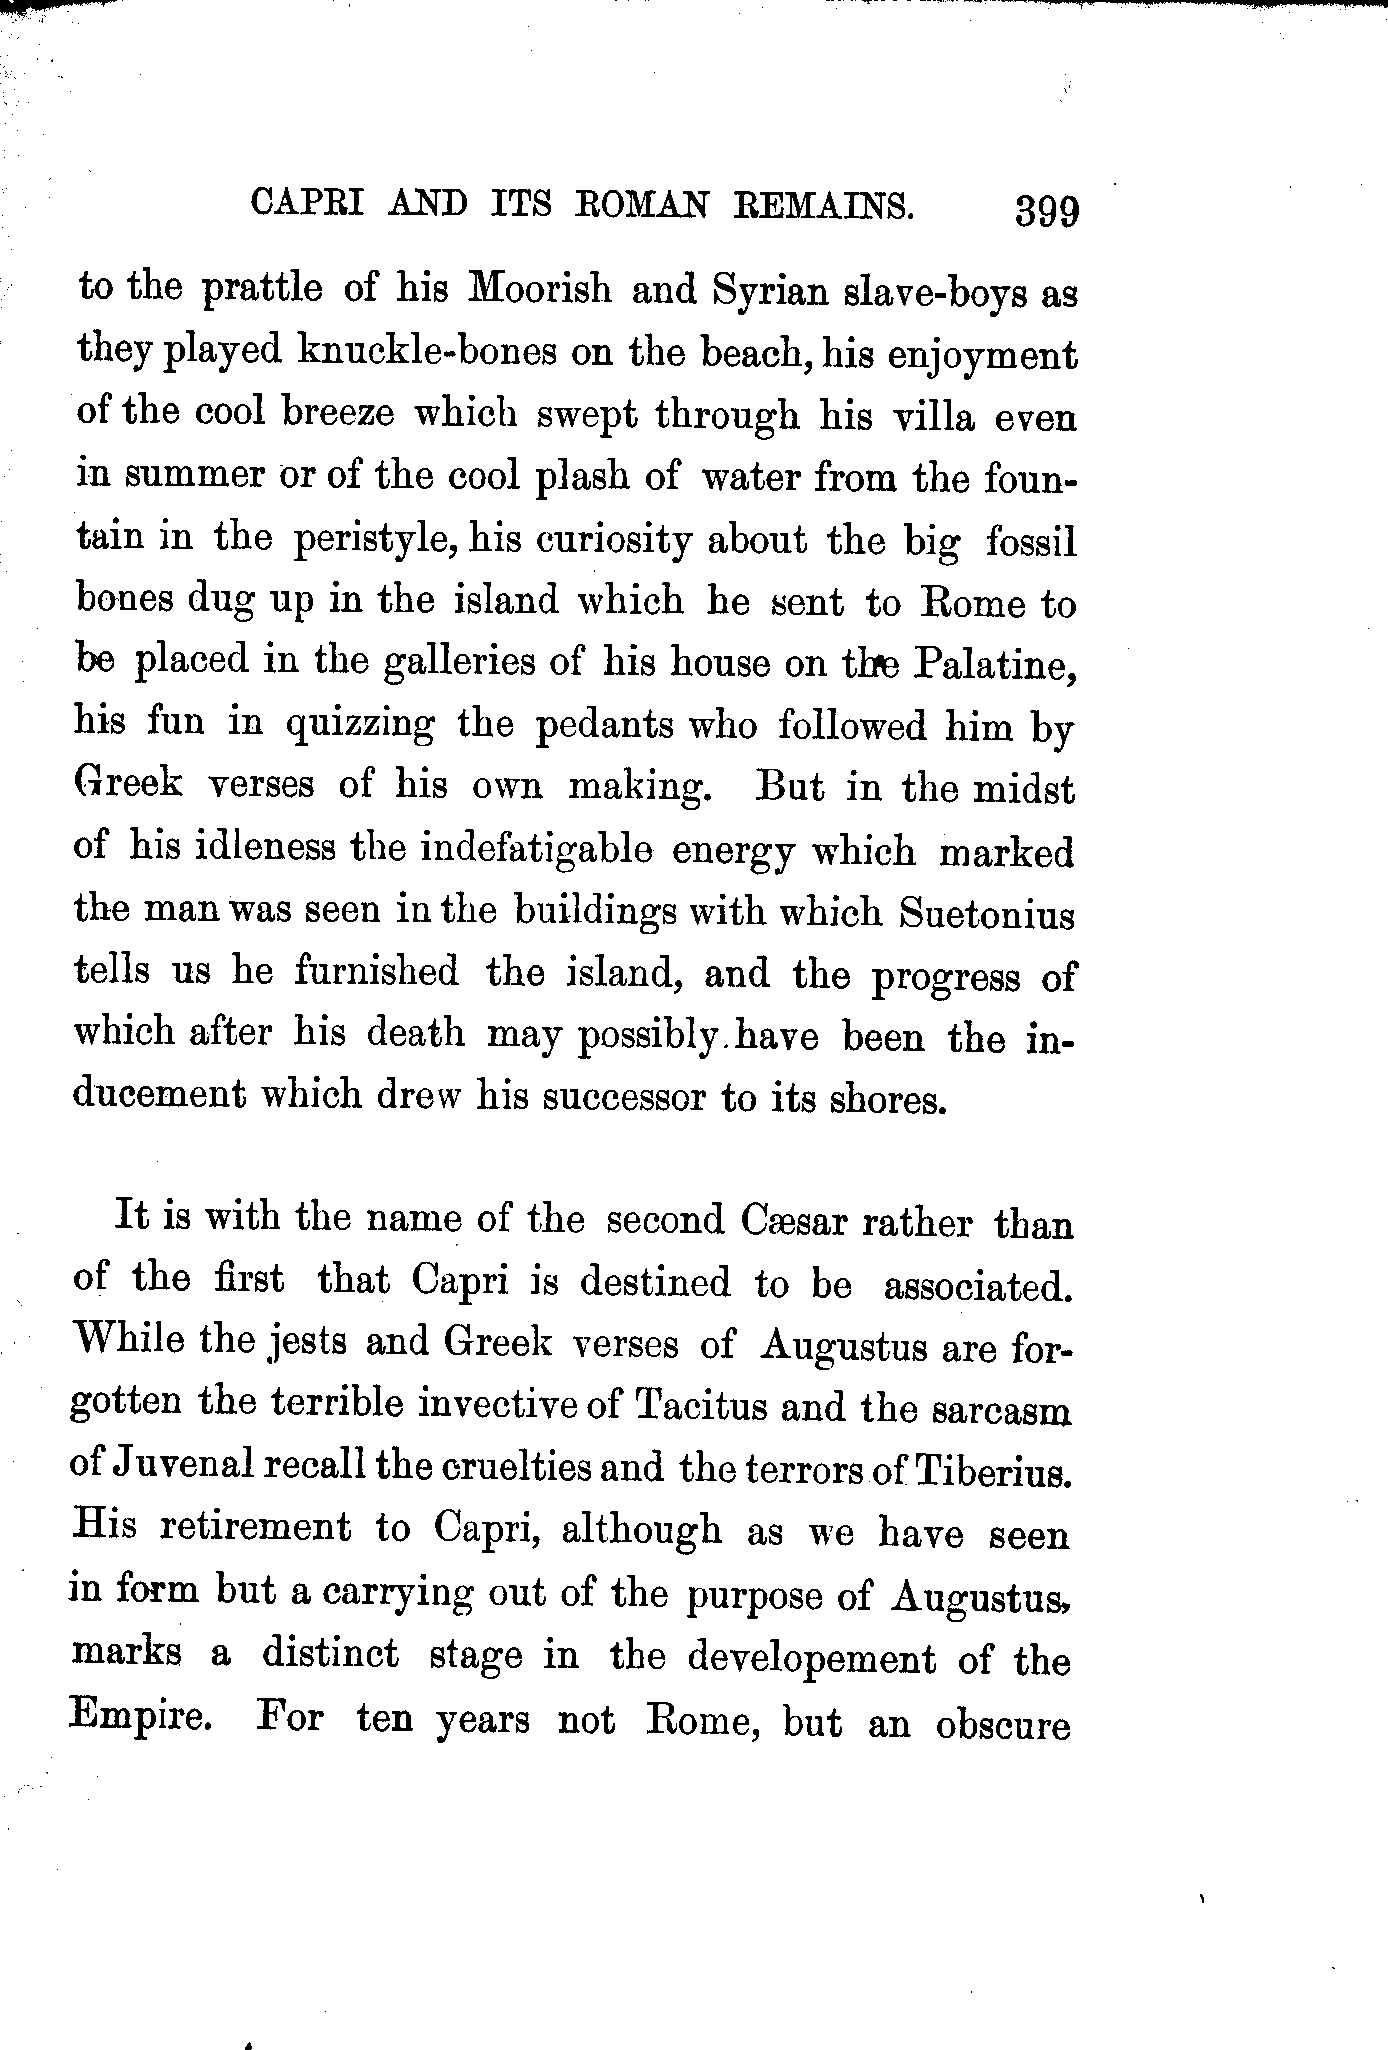 CAPRI AND ITS ROMAN REMAINS. 399
to the prattle of his Moorish and Syrian slave-boys as
they played knuckle-bones on the beach, his enjoyment
of the cool breeze which swept through his villa even
in summer or of the cool plash of water from the foun-
tain in the peristyle, his curiosity about the big fossil
bones dug up in the island which he sent to Rome to
be placed in the galleries of his house on the Palatine,
his fun in quizzing the pedants who followed him by
Greek verses of his own making. But in the midst
of his idleness the indefatigable energy which marked
the man was seen in the buildings with which Suetonius
tells us he furnished the island, and the progress of
which after his death may possibly have been the in-
ducement which drew his successor to its shores.
It is with the name of the second Cæsar rather than
of the first that Capri is destined to be associated.
While the jests and Greek verses of Augustus are for-
gotten the terrible invective of Tacitus and the sarcasm
of Juvenal recall the cruelties and the terrors of Tiberius.
His retirement to Capri, although as we have seen
in form but a carrying out of the purpose of Augustus,
marks a distinct stage in the developement of the
Empire. For ten years not Rome, but an obscure